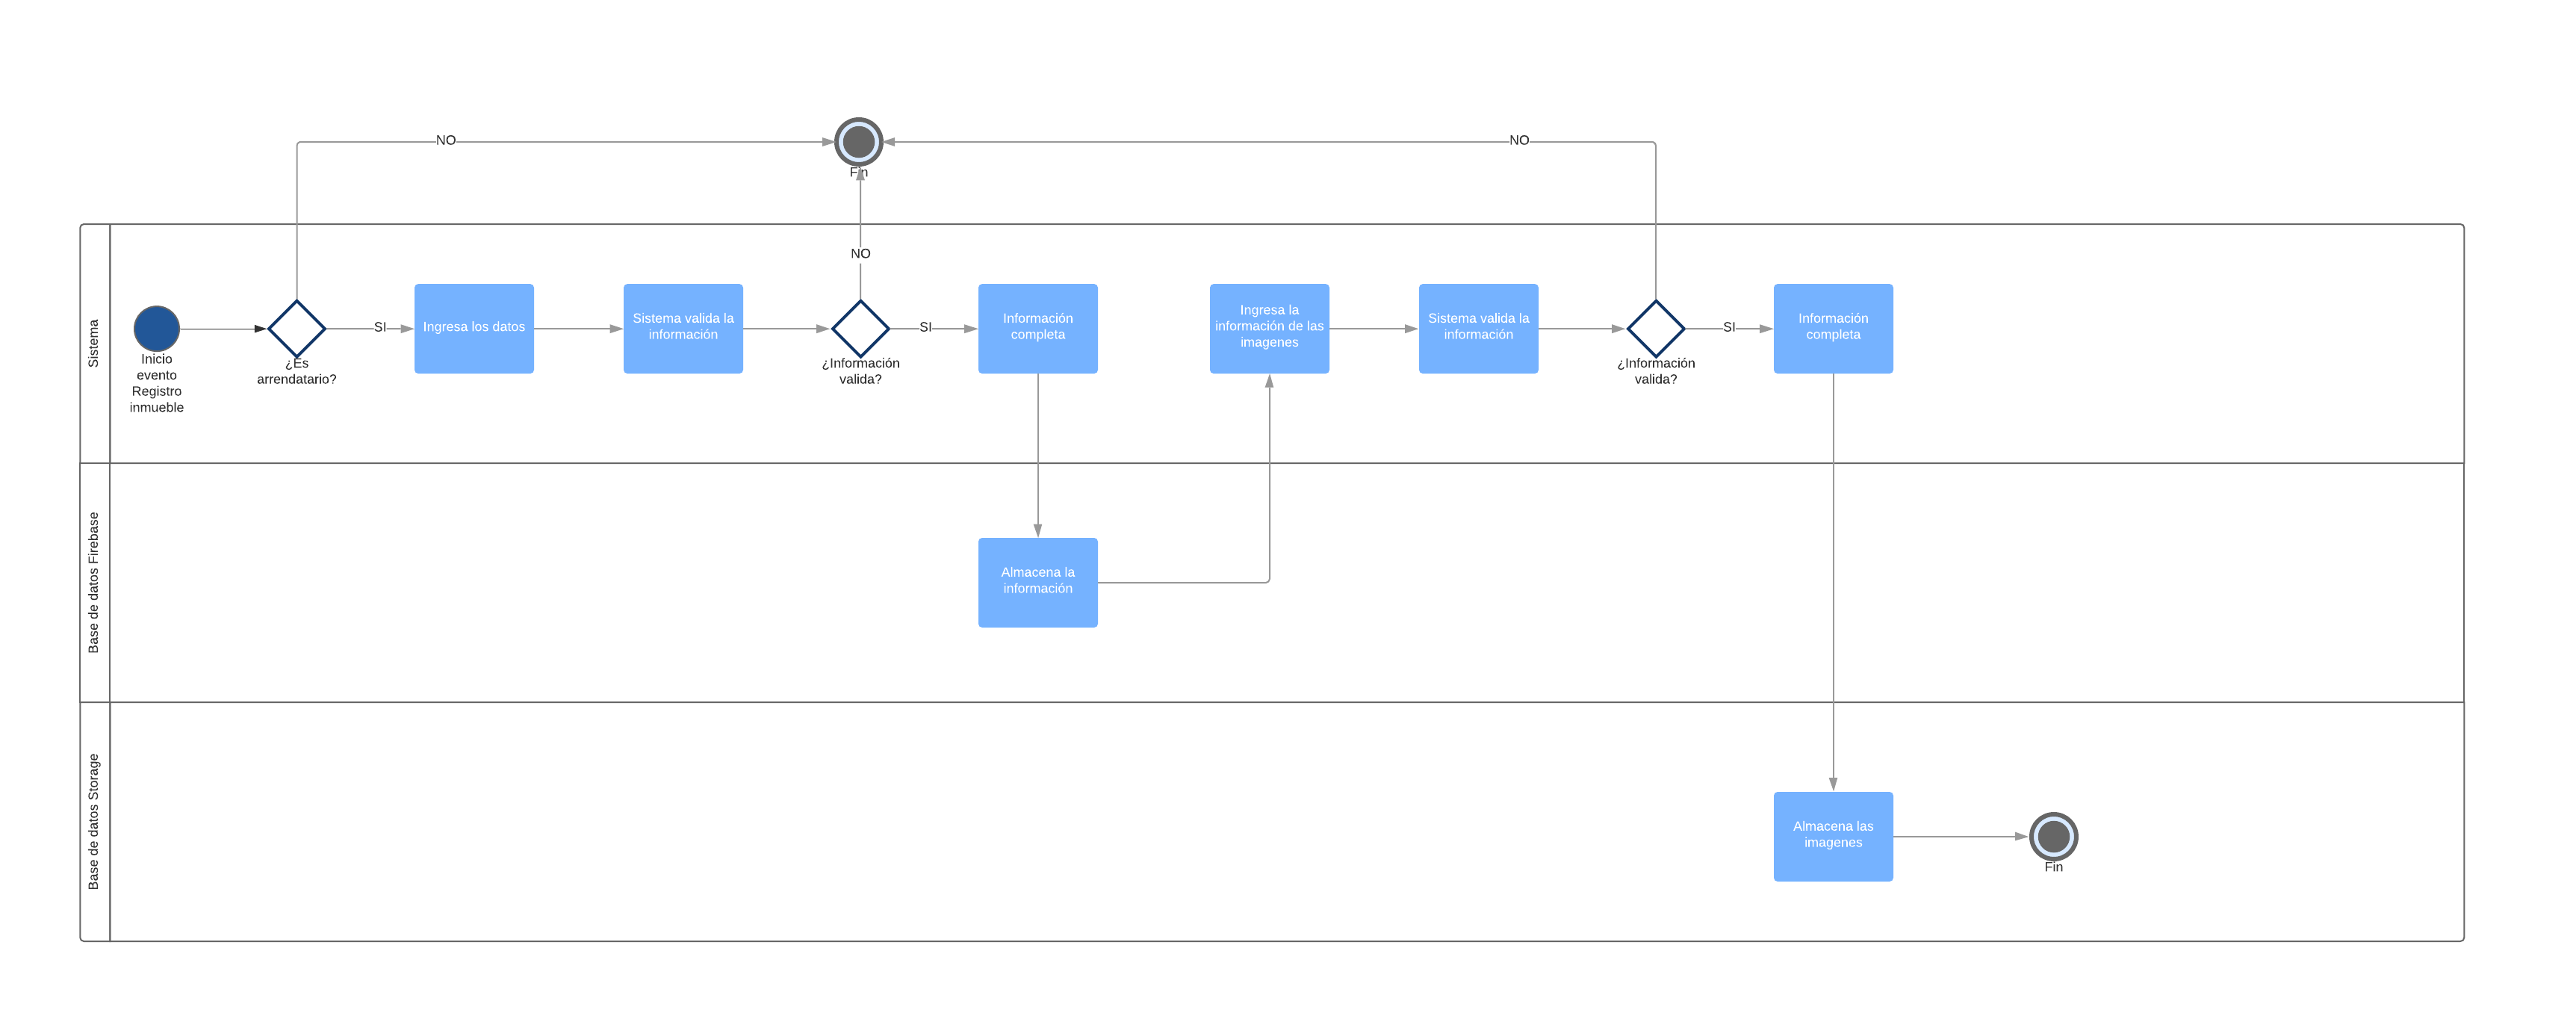 NO
NO
Fin
NO
Sistema
Inicio
evento
Registro
inmueble
¿Es
arrendatario?
SI
Ingresa los datos
Sistema valida la
información
¿Información
valida?
SI
Información
completa
Ingresa la
información de las
imagenes
Sistema valida la
información
¿Información
valida?
SI
Información
completa
Base de datos Firebase
Almacena la
información
Base de datos Storage
Almacena las
imagenes
Fin